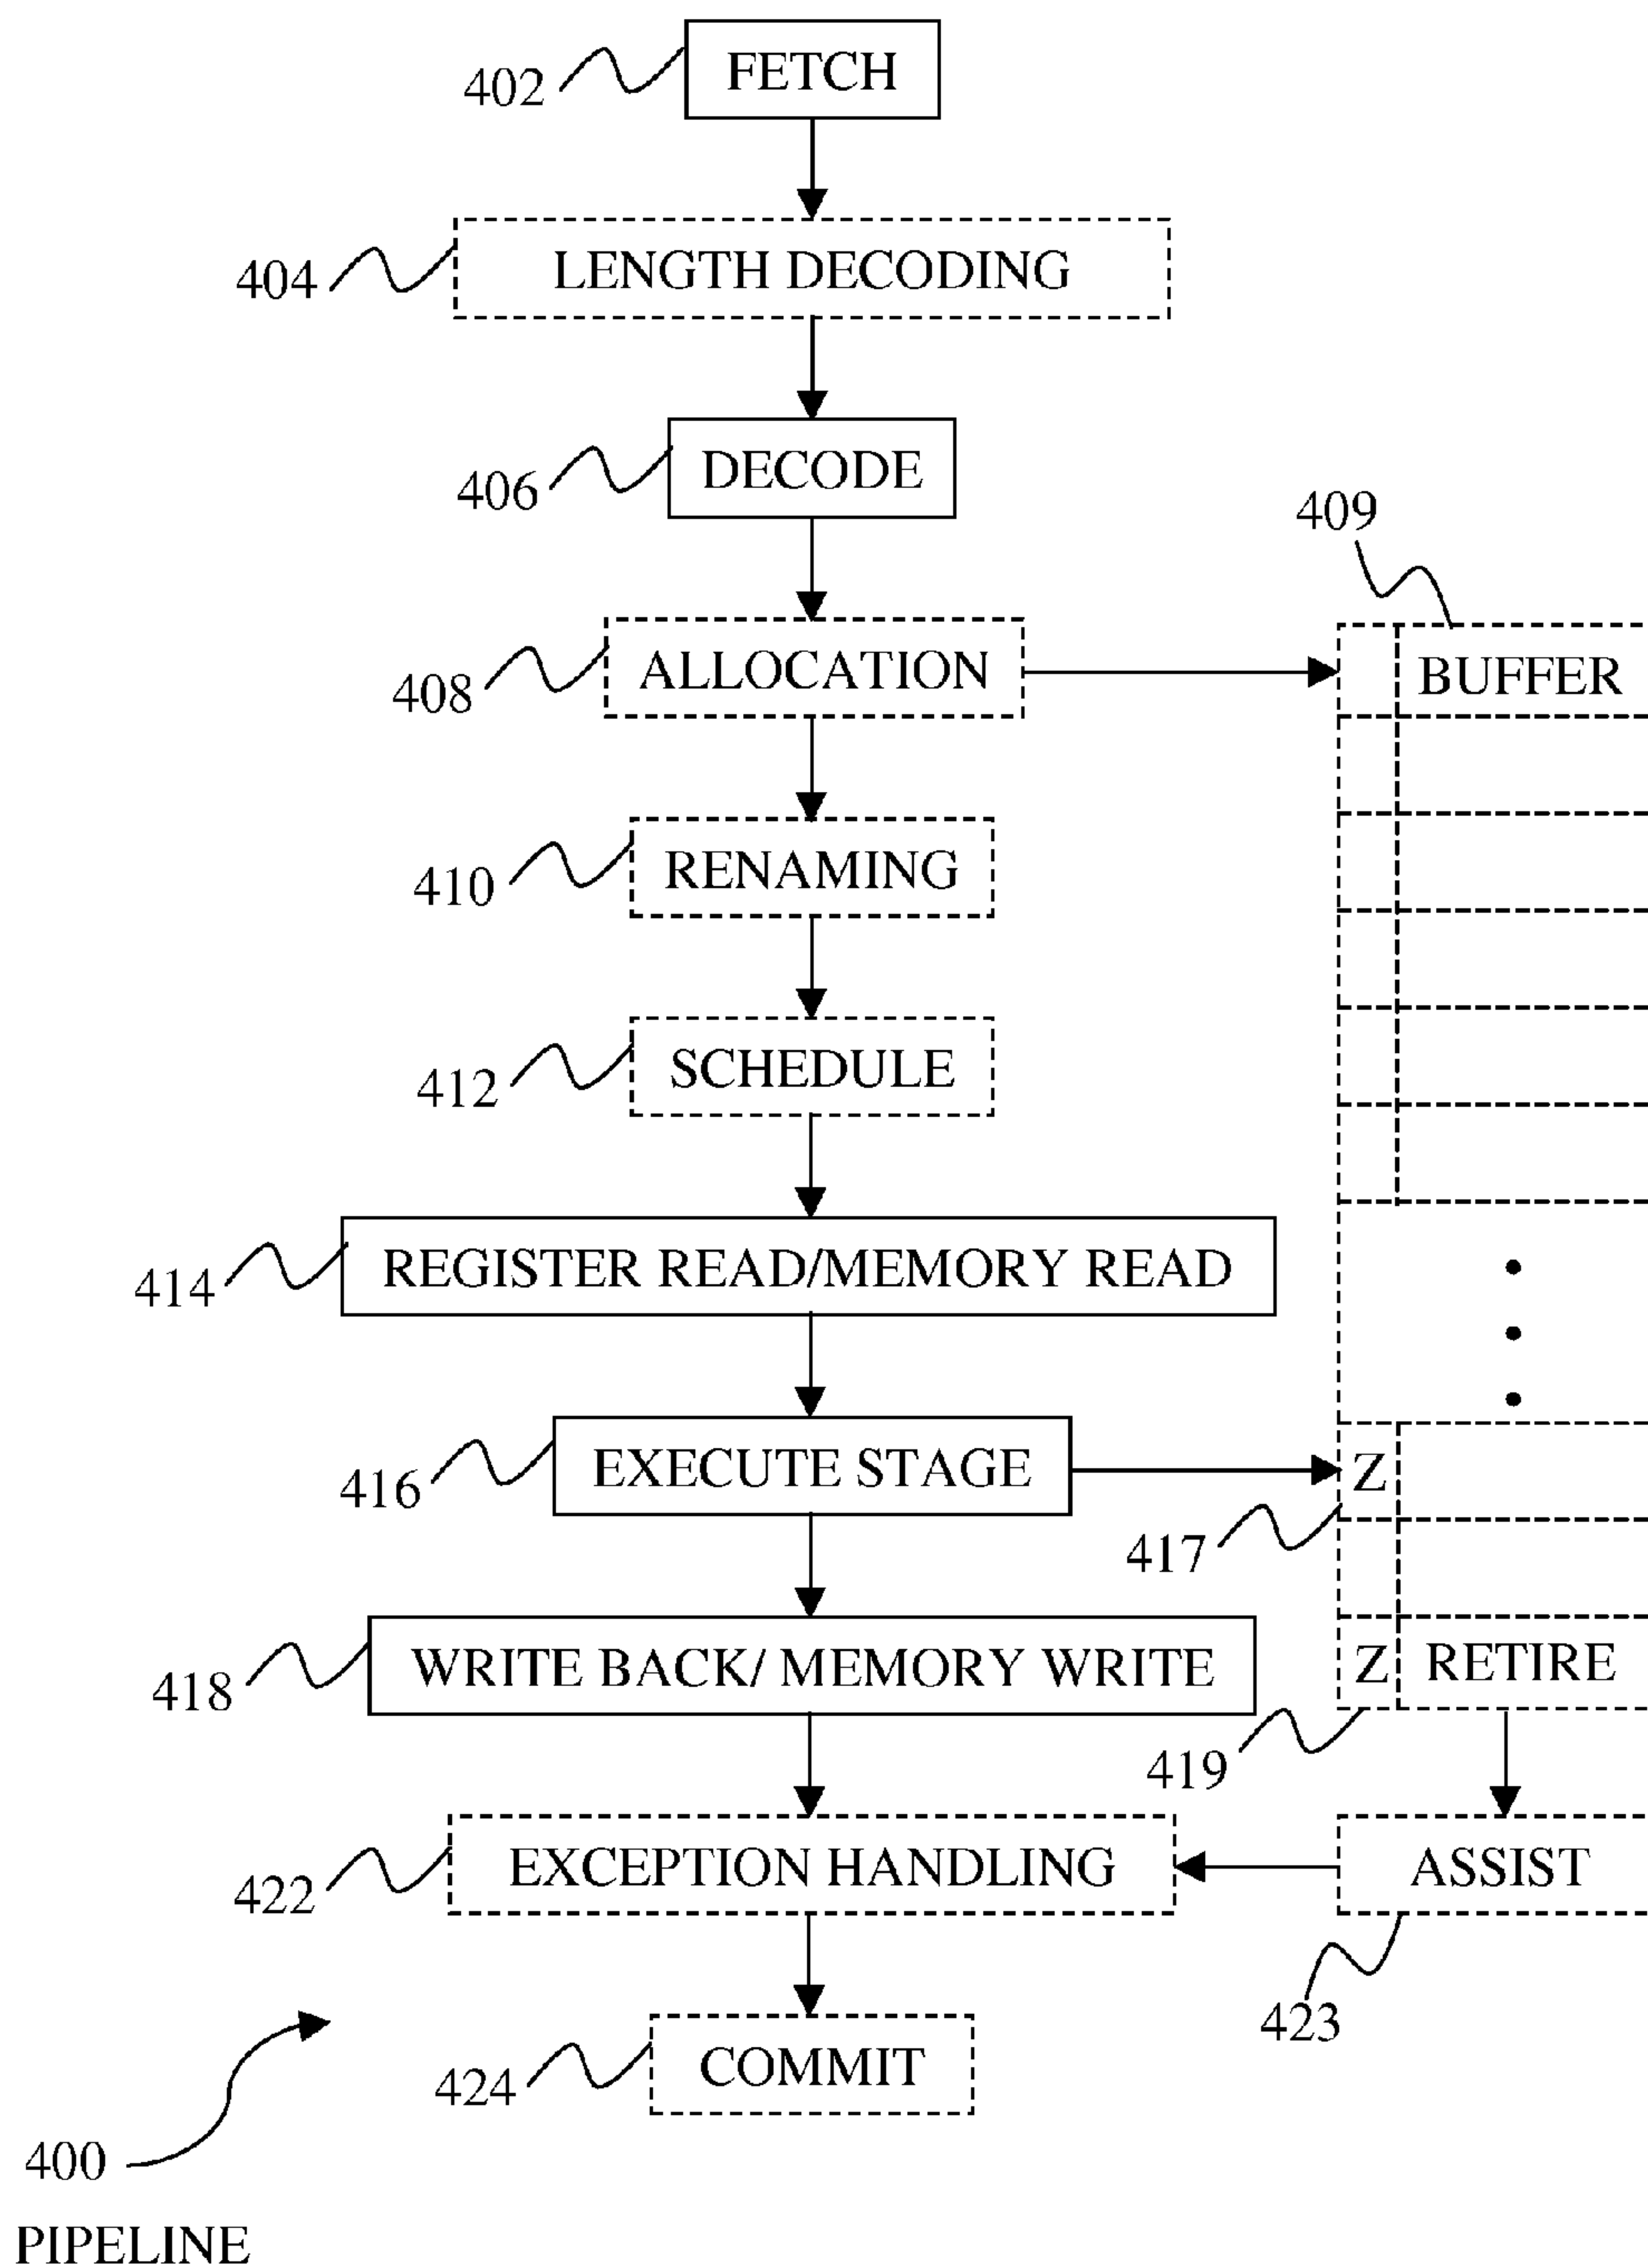 402 FETCH
404 LENGTH DECODING
406 DECODE
409
408 ALLOCATION BUFFER
410 RENAMING
412 SCHEDULE
414 REGISTER READ/MEMORY READ
416 EXECUTE STAGE Z
417
418 WRITE BACK/ MEMORY WRITE Z RETIRE
419
422 EXCEPTION HANDLING ASSIST
423
424 COMMIT
400
PIPELINE